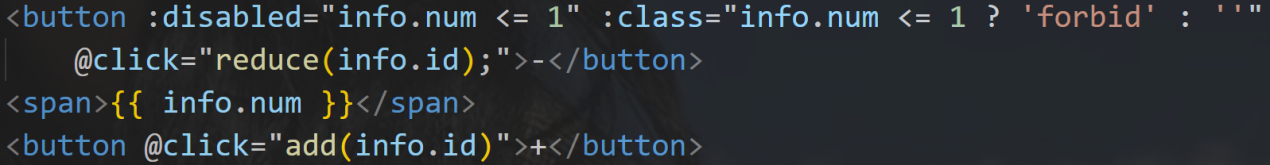 <button :disabled="info.num <= 1" :class="info.num <= 1 ? 'forbid' : ''"
    @click="reduce(info.id);">-</button>
<span>{{ info.num }}</span>
<button @click="add(info.id)">+</button>